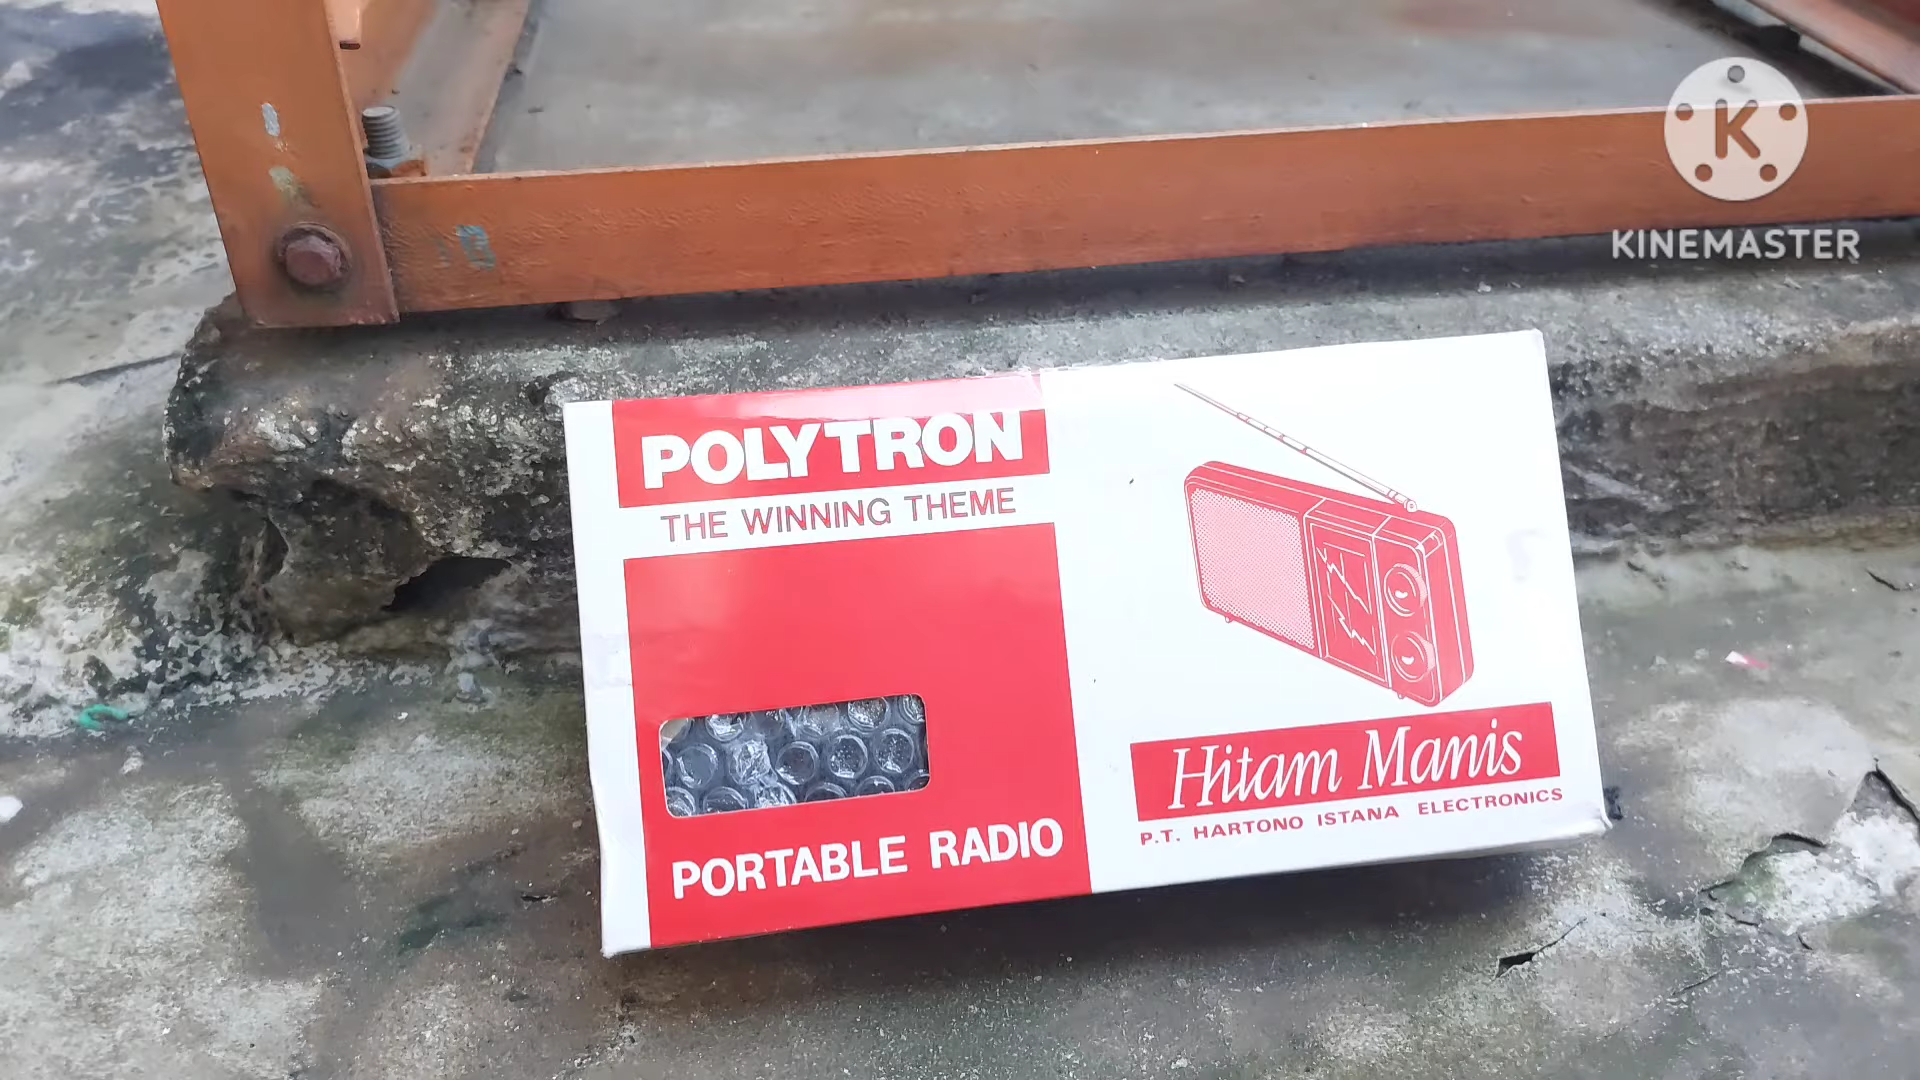 K
KINEMASTER
POLYTRON
THE WINNING THEME
PORTABLE RADIO
Hitam Manis
P.T. HARTONO ISTANA ELECTRONICS